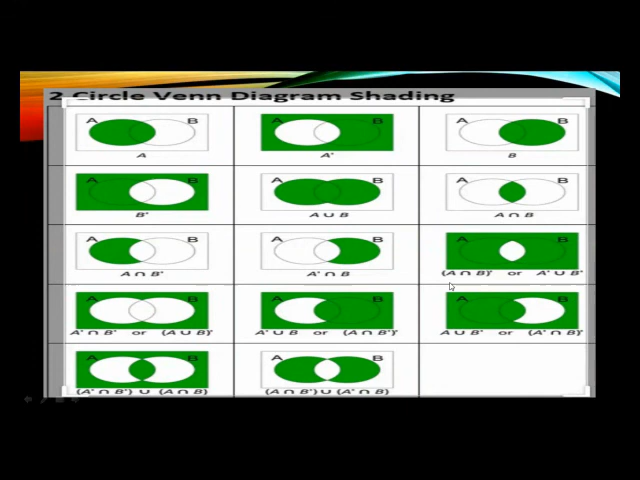 2 Circle Venn Diagram Shading
A B A B A B
A A' B
A B A B A B
B' A ∪ B A ∩ B
A B A B A B
A ∩ B' A' ∩ B (A ∩ B)' or A' ∪ B'
A B A B A B
A' ∩ B' or (A ∪ B)' A' ∪ B or (A ∩ B')' A ∪ B' or (A' ∩ B)'
A B A B
(A' ∩ B') ∪ (A ∩ B) (A ∩ B') ∪ (A' ∩ B)